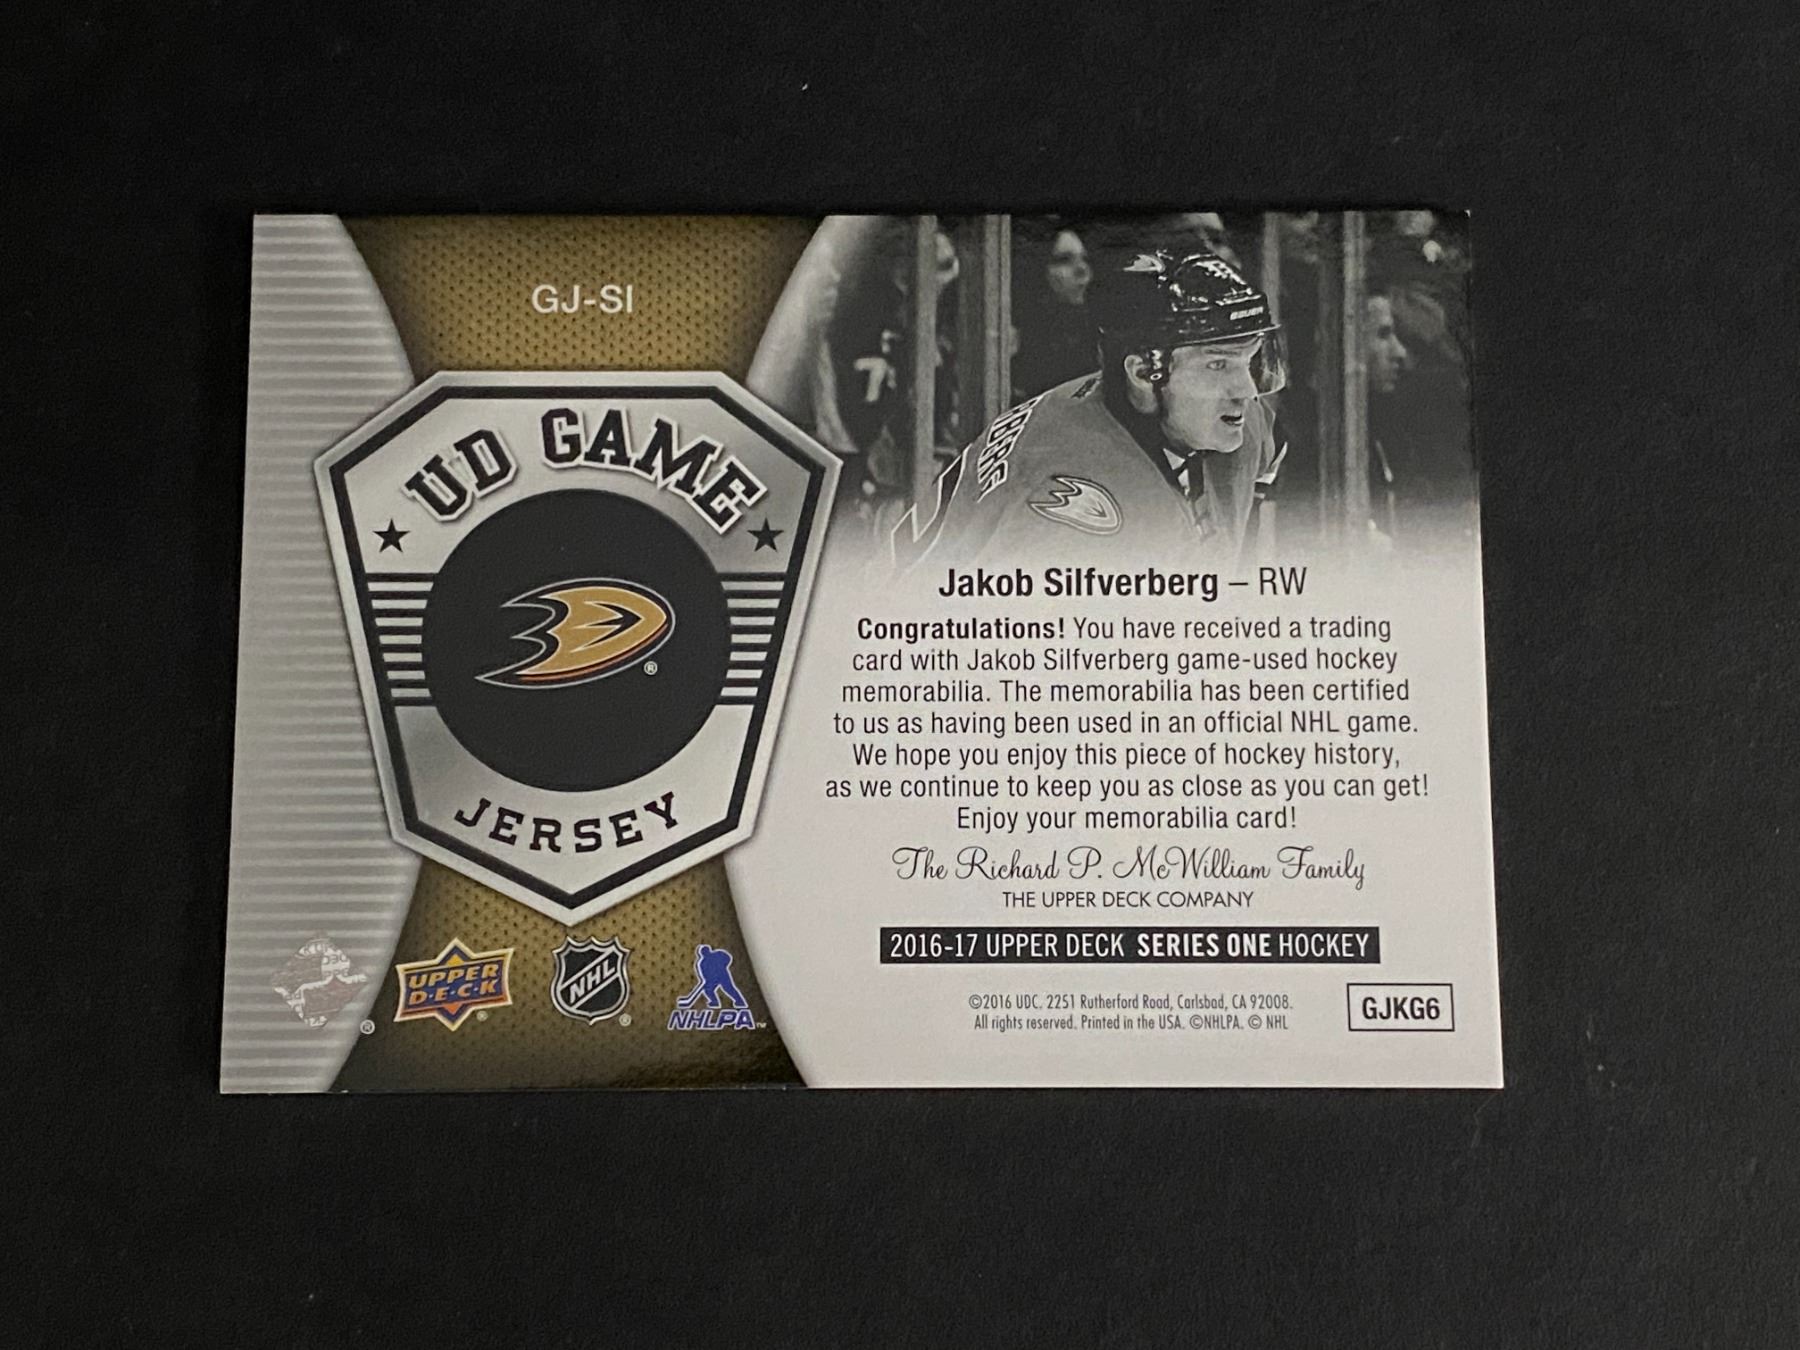 GJ-SI
UD GAME
JERSEY
®
UPPER
D·E·C·K
®
NHL
®
NHLPA™
®
BAUER
7
Jakob Silfverberg – RW
Congratulations! You have received a trading
card with Jakob Silfverberg game-used hockey
memorabilia. The memorabilia has been certified
to us as having been used in an official NHL game.
We hope you enjoy this piece of hockey history,
as we continue to keep you as close as you can get!
Enjoy your memorabilia card!
The Richard P. McWilliam Family
THE UPPER DECK COMPANY
2016-17 UPPER DECK SERIES ONE HOCKEY
©2016 UDC. 2251 Rutherford Road, Carlsbad, CA 92008.
All rights reserved. Printed in the USA. ©NHLPA. © NHL
GJKG6